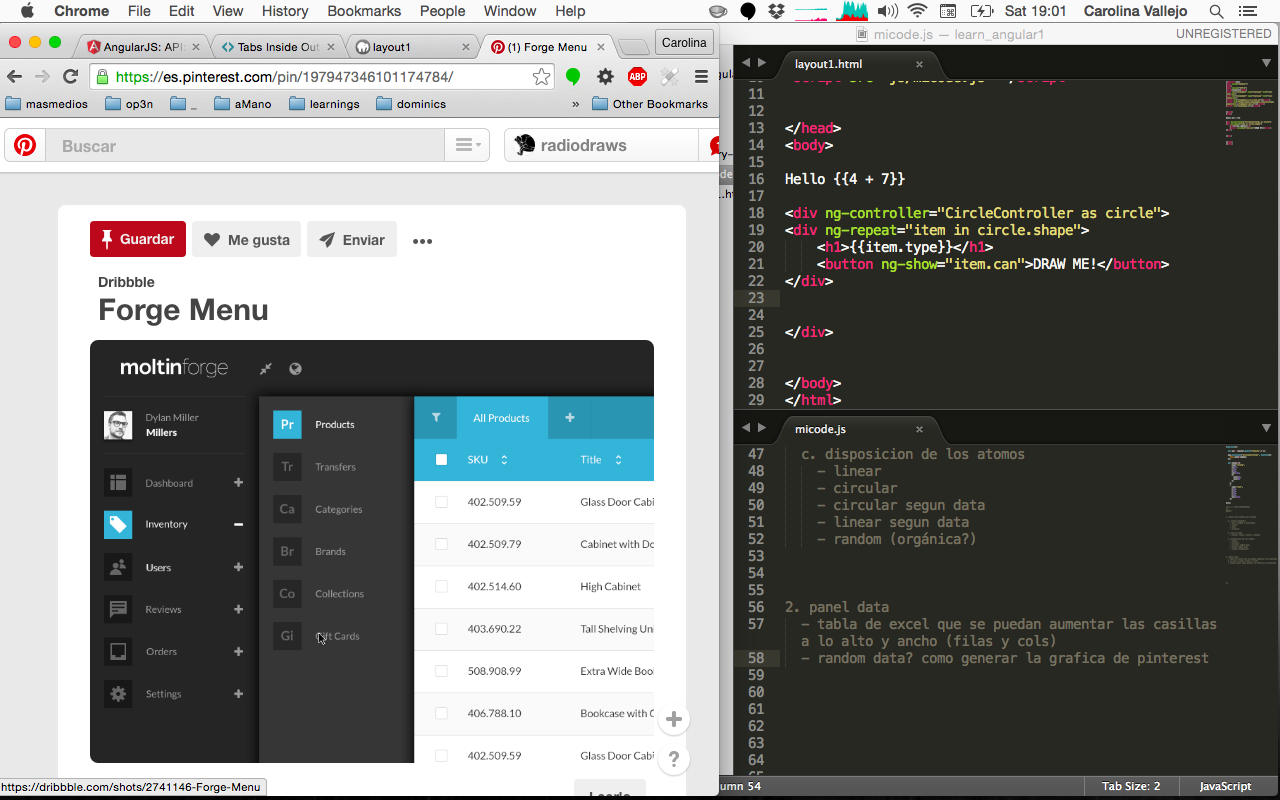 Chrome File Edit View History Bookmarks People Window Help Sat 19:01 Carolina Vallejo
AngularJS: API: Tabs Inside Out layout1 (1) Forge Menu Carolina
https://es.pinterest.com/pin/197947346101174784/ ABP
masmedios op3n _ aMano learnings dominics » Other Bookmarks
Buscar radiodraws
Guardar Me gusta Enviar
Dribbble
Forge Menu
moltinforge
Dylan Miller
Millers
Dashboard
Inventory
Users
Reviews
Orders
Settings
Pr Products
Tr Transfers
Ca Categories
Br Brands
Co Collections
Gi Gift Cards
All Products
SKU Title
402.509.59 Glass Door Cabi
402.509.79 Cabinet with Do
402.514.60 High Cabinet
403.690.22 Tall Shelving Un
508.908.99 Extra Wide Boo
406.788.10 Bookcase with C
402.509.59 Glass Door Cabi
?
https://dribbble.com/shots/2741146-Forge-Menu
micode.js — learn_angular1 UNREGISTERED
layout1.html
11
12
13 </head>
14 <body>
15
16 Hello {{4 + 7}}
17
18 <div ng-controller="CircleController as circle">
19 <div ng-repeat="item in circle.shape">
20 <h1>{{item.type}}</h1>
21 <button ng-show="item.can">DRAW ME!</button>
22 </div>
23
24
25 </div>
26
27
28 </body>
29 </html>
micode.js
47 c. disposicion de los atomos
48 - linear
49 - circular
50 - circular segun data
51 - linear segun data
52 - random (orgánica?)
53
54
55
56 2. panel data
57 - tabla de excel que se puedan aumentar las casillas
a lo alto y ancho (filas y cols)
58 - random data? como generar la grafica de pinterest
59
60
61
62
63
64
umn 54 Tab Size: 2 JavaScript